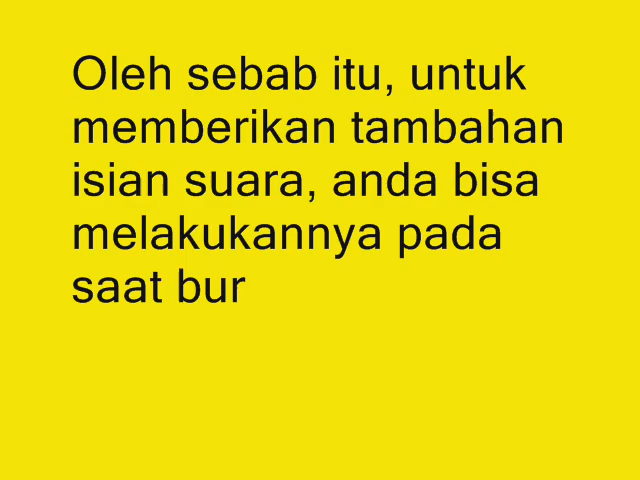 Oleh sebab itu, untuk
memberikan tambahan
isian suara, anda bisa
melakukannya pada
saat bur